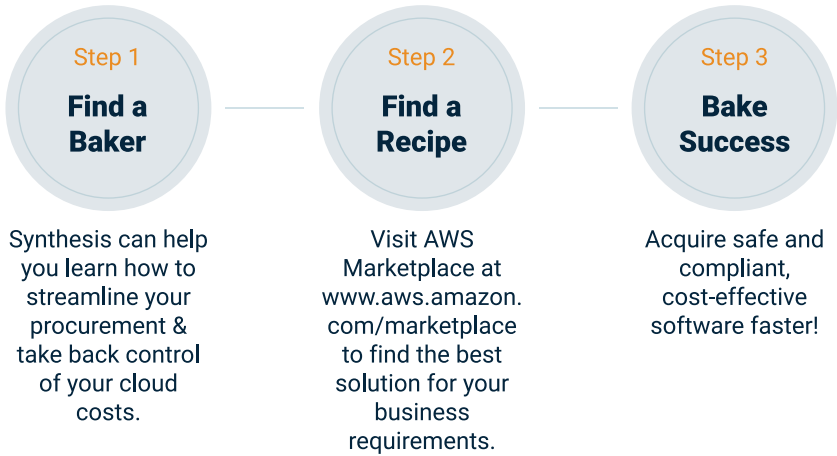 Step 1
Find a
Baker
Synthesis can help
you learn how to
streamline your
procurement &
take back control
of your cloud
costs.
Step 2
Find a
Recipe
Visit AWS
Marketplace at
www.aws.amazon.
com/marketplace
to find the best
solution for your
business
requirements.
Step 3
Bake
Success
Acquire safe and
compliant,
cost-effective
software faster!